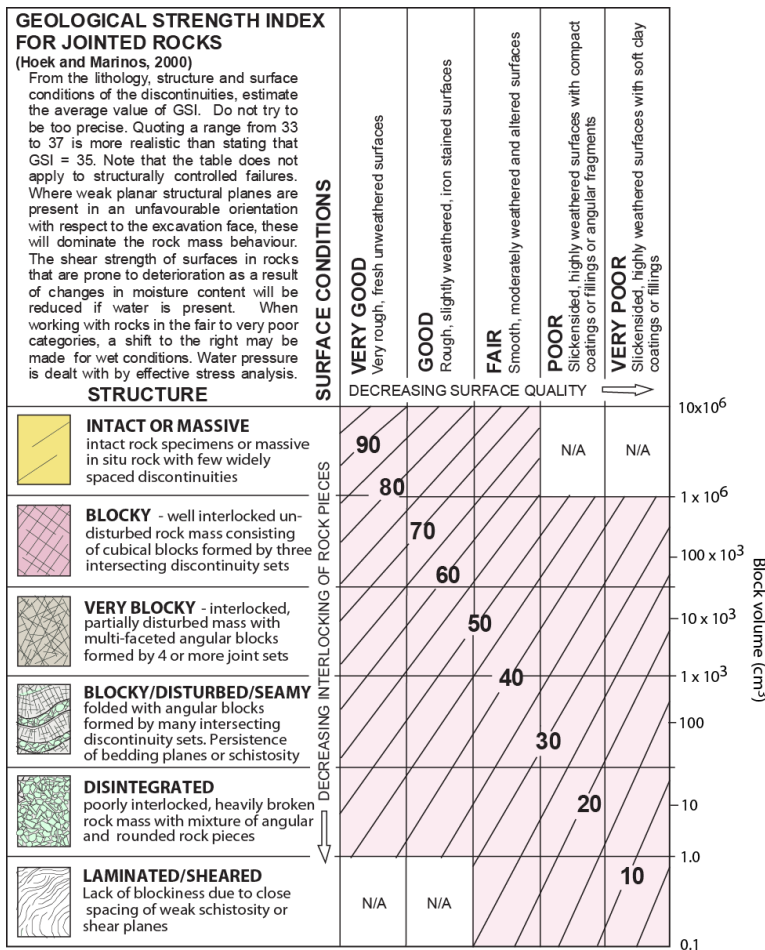 GEOLOGICAL STRENGTH INDEX
FOR JOINTED ROCKS
(Hoek and Marinos, 2000)
From the lithology, structure and surface
conditions of the discontinuities, estimate
the average value of GSI. Do not try to
be too precise. Quoting a range from 33
to 37 is more realistic than stating that
GSI = 35. Note that the table does not
apply to structurally controlled failures.
Where weak planar structural planes are
present in an unfavourable orientation
with respect to the excavation face, these
will dominate the rock mass behaviour.
The shear strength of surfaces in rocks
that are prone to deterioration as a result
of changes in moisture content will be
reduced if water is present. When
working with rocks in the fair to very poor
categories, a shift to the right may be
made for wet conditions. Water pressure
is dealt with by effective stress analysis.
STRUCTURE
SURFACE CONDITIONS
VERY GOOD
Very rough, fresh unweathered surfaces
GOOD
Rough, slightly weathered, iron stained surfaces
FAIR
Smooth, moderately weathered and altered surfaces
POOR
Slickensided, highly weathered surfaces with compact
coatings or fillings or angular fragments
VERY POOR
Slickensided, highly weathered surfaces with soft clay
coatings or fillings
DECREASING SURFACE QUALITY
DECREASING INTERLOCKING OF ROCK PIECES
INTACT OR MASSIVE
intact rock specimens or massive
in situ rock with few widely
spaced discontinuities
BLOCKY - well interlocked un-
disturbed rock mass consisting
of cubical blocks formed by three
intersecting discontinuity sets
VERY BLOCKY - interlocked,
partially disturbed mass with
multi-faceted angular blocks
formed by 4 or more joint sets
BLOCKY/DISTURBED/SEAMY
folded with angular blocks
formed by many intersecting
discontinuity sets. Persistence
of bedding planes or schistosity
DISINTEGRATED
poorly interlocked, heavily broken
rock mass with mixture of angular
and rounded rock pieces
LAMINATED/SHEARED
Lack of blockiness due to close
spacing of weak schistosity or
shear planes
90
80
70
60
50
40
30
20
10
N/A
N/A
N/A
N/A
10x10⁶
1 x 10⁶
100 x 10³
10 x 10³
1 x 10³
100
10
1.0
0.1
Block volume (cm³)